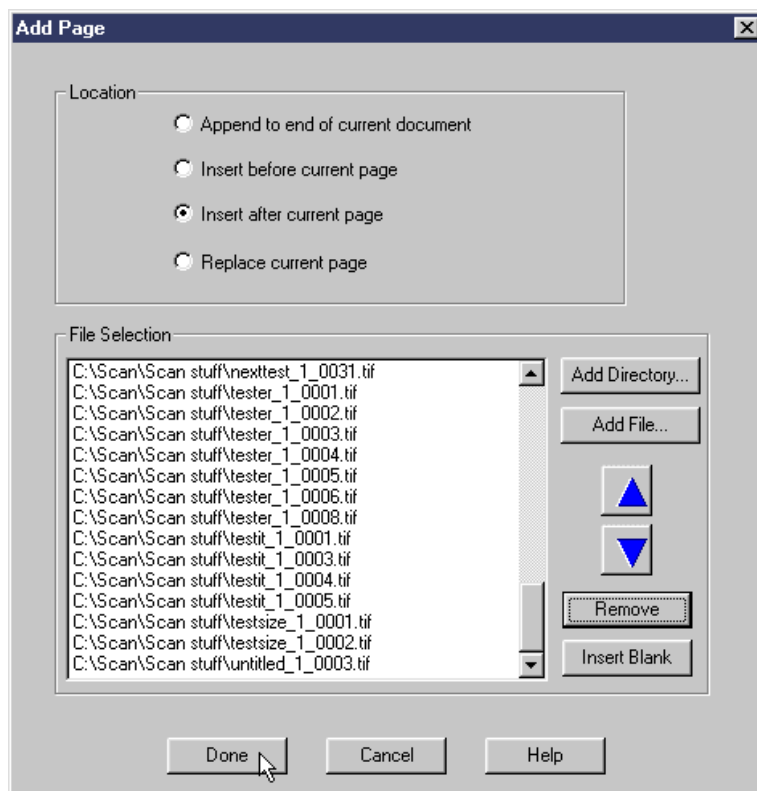 Add Page
Location
Append to end of current document
Insert before current page
Insert after current page
Replace current page
File Selection
C:\Scan\Scan stuff\nexttest_1_0031.tif
C:\Scan\Scan stuff\tester_1_0001.tif
C:\Scan\Scan stuff\tester_1_0002.tif
C:\Scan\Scan stuff\tester_1_0003.tif
C:\Scan\Scan stuff\tester_1_0004.tif
C:\Scan\Scan stuff\tester_1_0005.tif
C:\Scan\Scan stuff\tester_1_0006.tif
C:\Scan\Scan stuff\tester_1_0008.tif
C:\Scan\Scan stuff\testit_1_0001.tif
C:\Scan\Scan stuff\testit_1_0003.tif
C:\Scan\Scan stuff\testit_1_0004.tif
C:\Scan\Scan stuff\testit_1_0005.tif
C:\Scan\Scan stuff\testsize_1_0001.tif
C:\Scan\Scan stuff\testsize_1_0002.tif
C:\Scan\Scan stuff\untitled_1_0003.tif
Add Directory...
Add File...
Remove
Insert Blank
Done
Cancel
Help